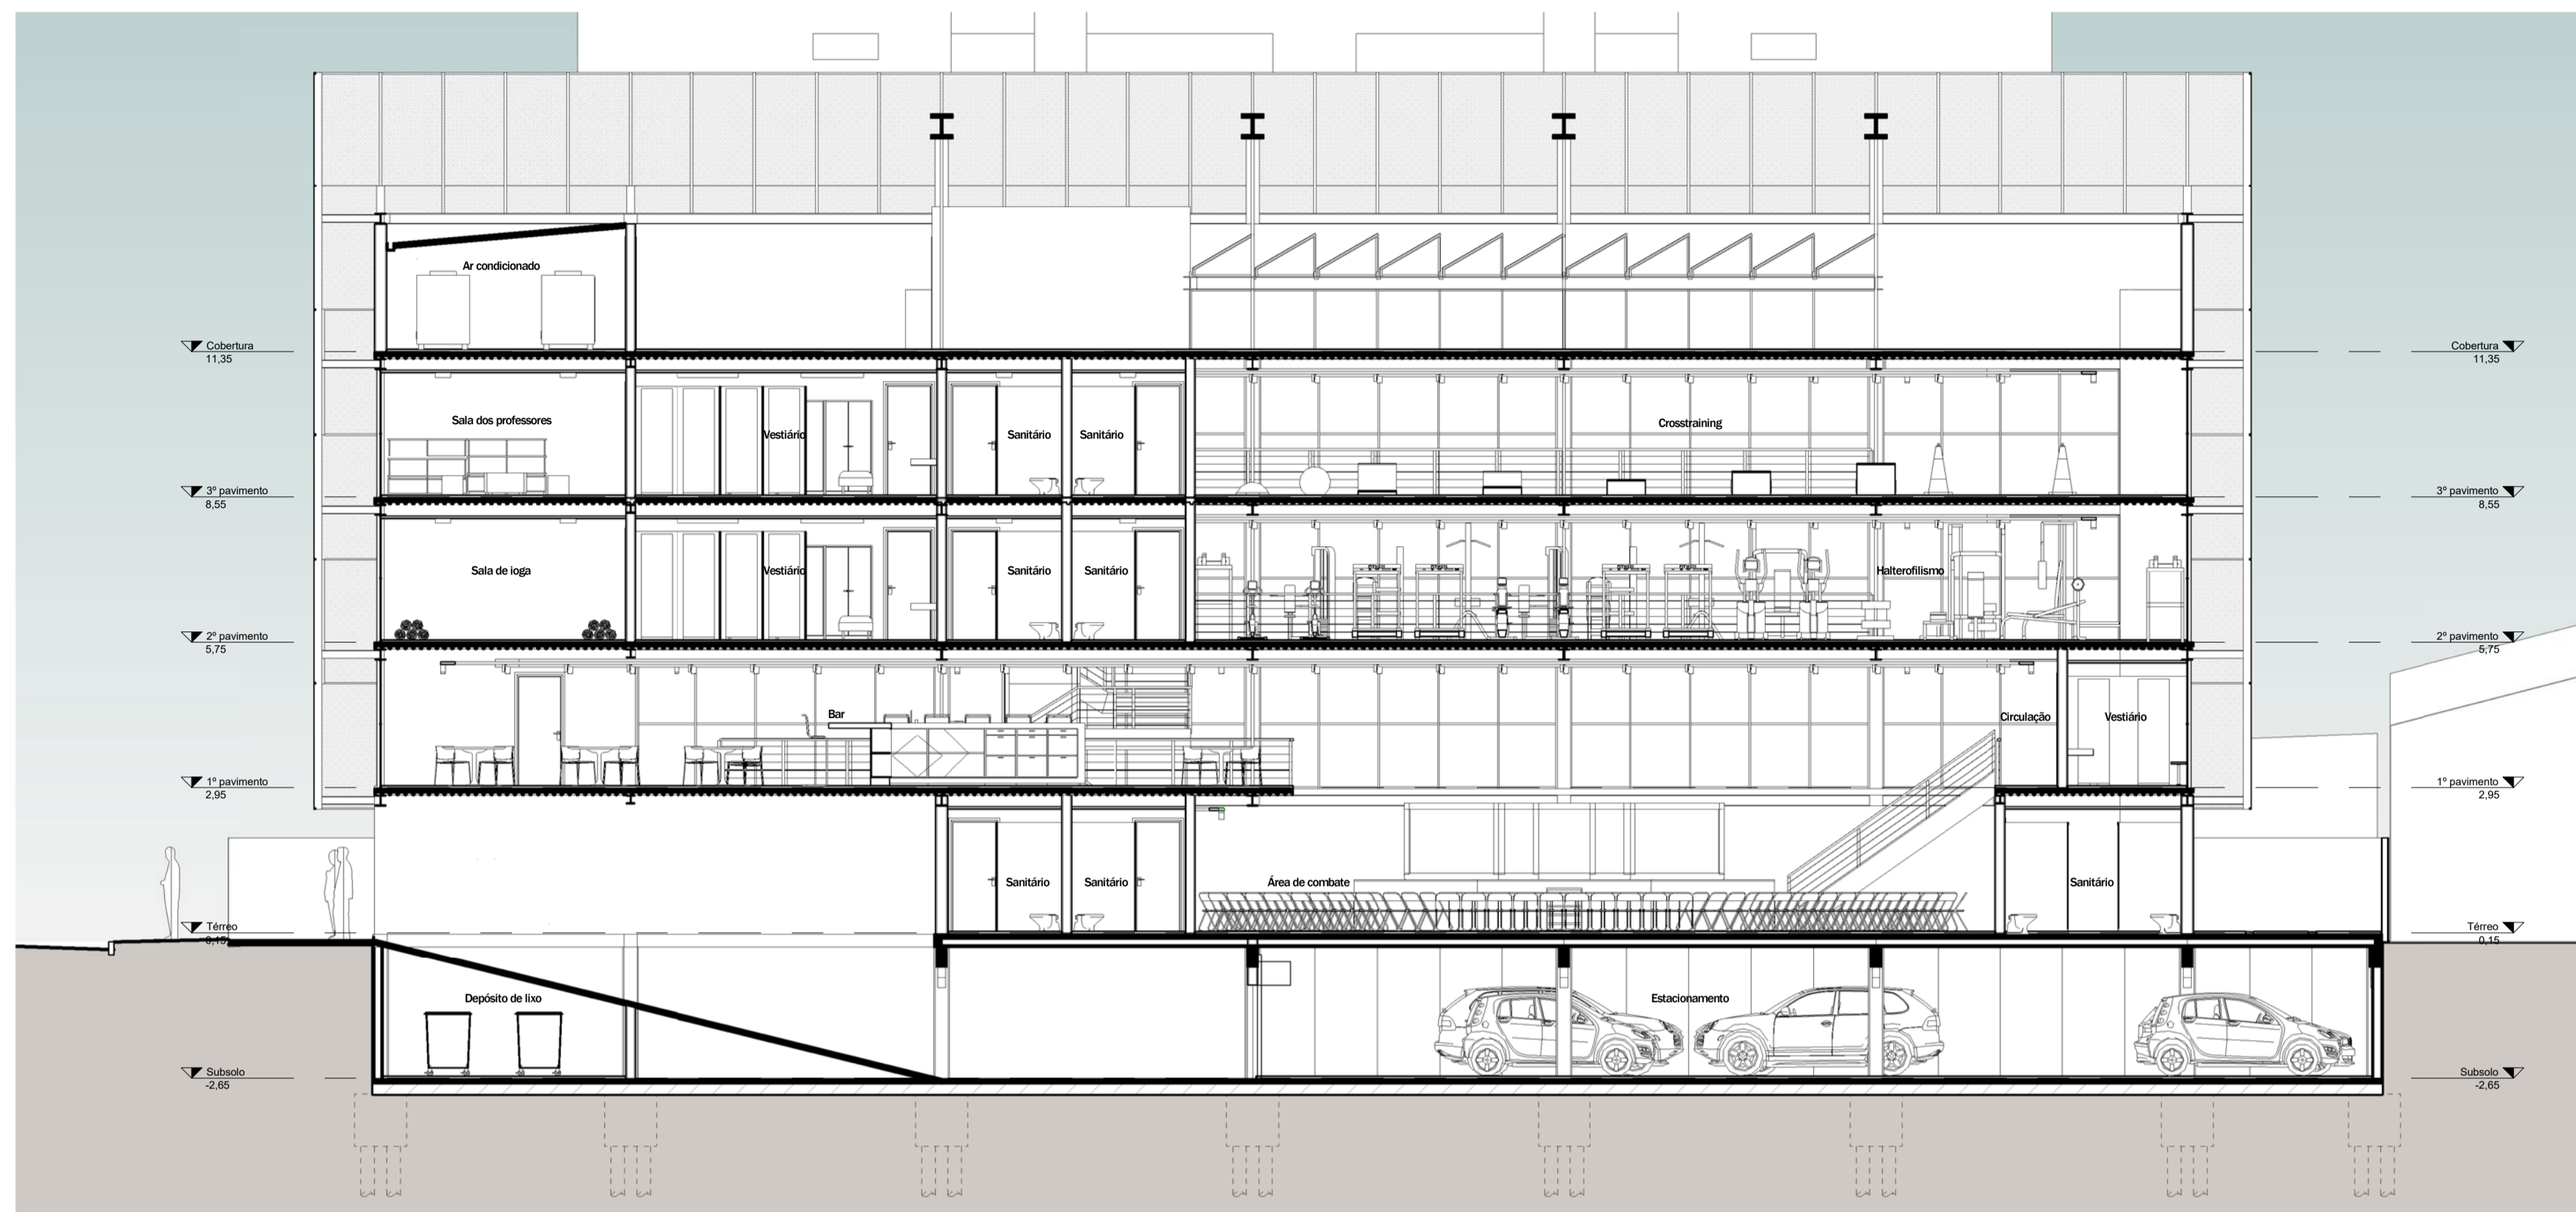 Ar condicionado
Cobertura
11,35
Cobertura
11,35
Sala dos professores
Vestiário
Sanitário
Sanitário
Crosstraining
3º pavimento
8,55
3º pavimento
8,55
Sala de ioga
Vestiário
Sanitário
Sanitário
Halterofilismo
2º pavimento
5,75
2º pavimento
5,75
Bar
Circulação
Vestiário
1º pavimento
2,95
1º pavimento
2,95
Sanitário
Sanitário
Área de combate
Sanitário
Térreo
0,15
Térreo
0,15
Depósito de lixo
Estacionamento
Subsolo
-2,65
Subsolo
-2,65